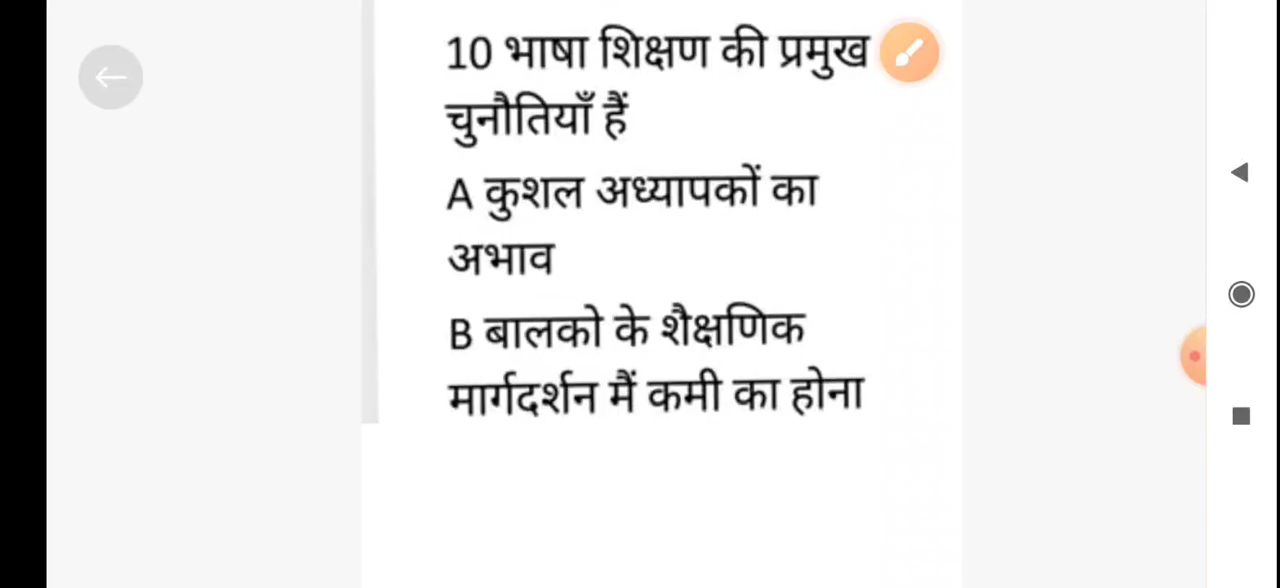 10 भाषा शिक्षण की प्रमुख
चुनौतियाँ हैं
A कुशल अध्यापकों का
अभाव
B बालको के शैक्षणिक
मार्गदर्शन मैं कमी का होना